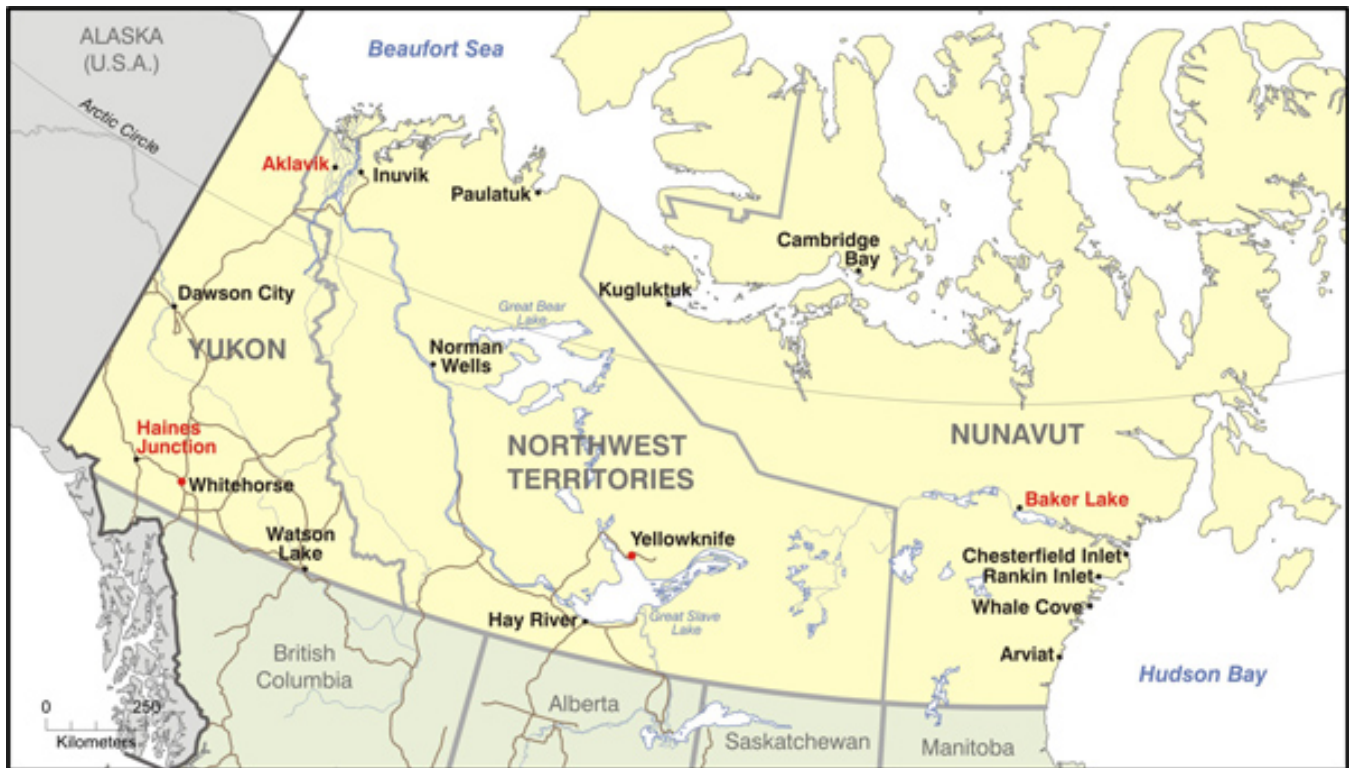 ALASKA
(U.S.A.)
Beaufort Sea
Arctic Circle
Aklavik
Inuvik
Paulatuk
Cambridge
Bay
Kugluktuk
Dawson City
Great Bear
Lake
YUKON
Norman
Wells
Haines
Junction
NORTHWEST
TERRITORIES
NUNAVUT
Whitehorse
Baker Lake
Watson
Lake
Yellowknife
Chesterfield Inlet
Rankin Inlet
Whale Cove
Hay River
Great Slave
Lake
Arviat
British
Columbia
Hudson Bay
Alberta
0 250
Kilometers
Saskatchewan
Manitoba